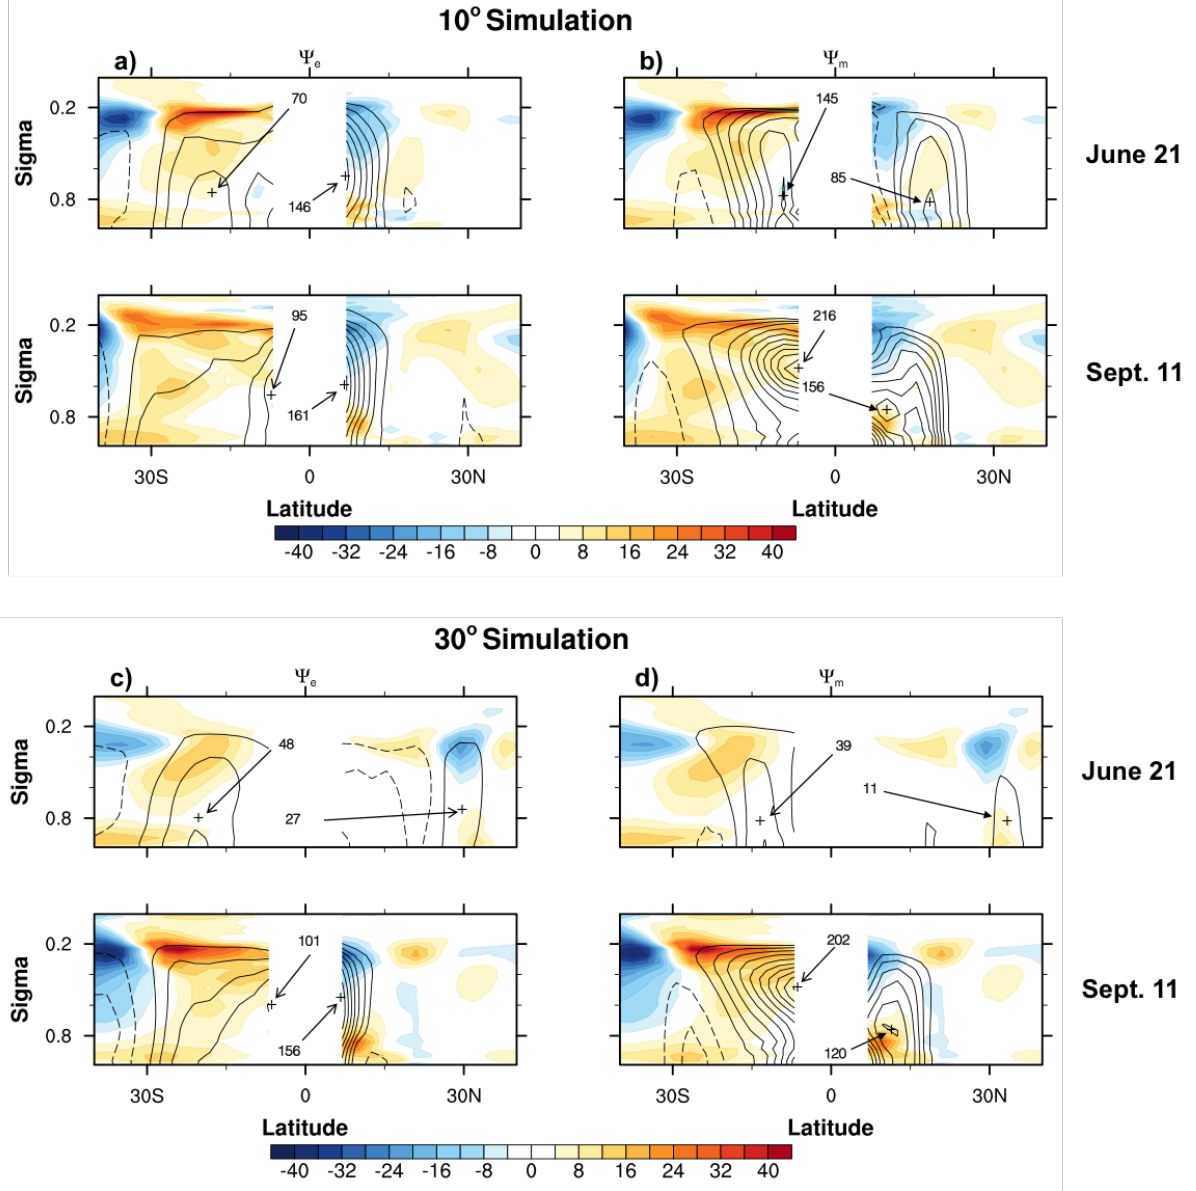 10° Simulation
a) Ψe b) Ψm
0.2 70 145 June 21
Sigma 0.8 146 85
0.2 95 216 Sept. 11
Sigma 0.8 161 156
30S 0 30N 30S 0 30N
Latitude Latitude
-40 -32 -24 -16 -8 0 8 16 24 32 40
30° Simulation
c) Ψe d) Ψm
0.2 48 39 June 21
Sigma 0.8 27 11
0.2 101 202 Sept. 11
Sigma 0.8 156 120
30S 0 30N 30S 0 30N
Latitude Latitude
-40 -32 -24 -16 -8 0 8 16 24 32 40